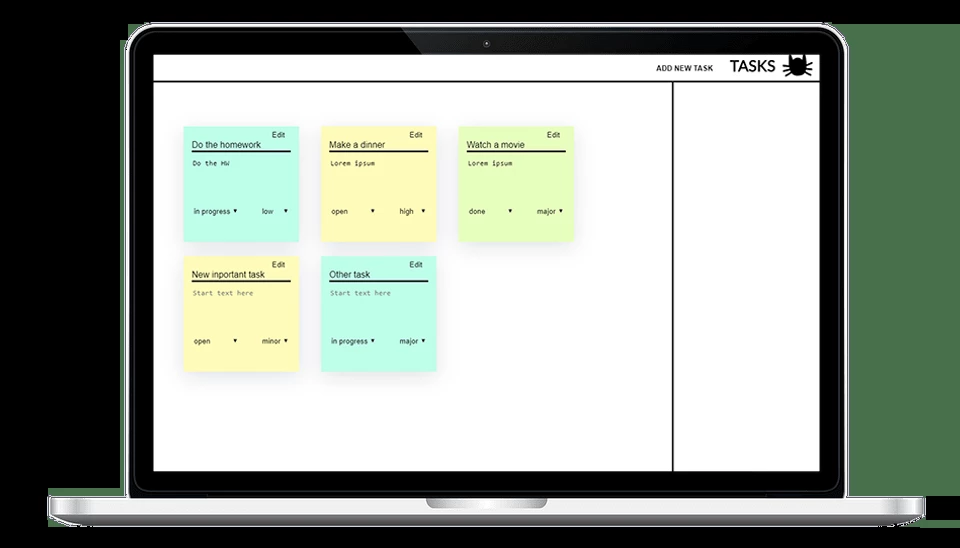 ADD NEW TASK TASKS
Edit Edit Edit
Do the homework Make a dinner Watch a movie
Do the HW Lorem ipsum Lorem ipsum
in progress ▾ low ▾ open ▾ high ▾ done ▾ major ▾
Edit Edit
New inportant task Other task
Start text here Start text here
open ▾ minor ▾ in progress ▾ major ▾